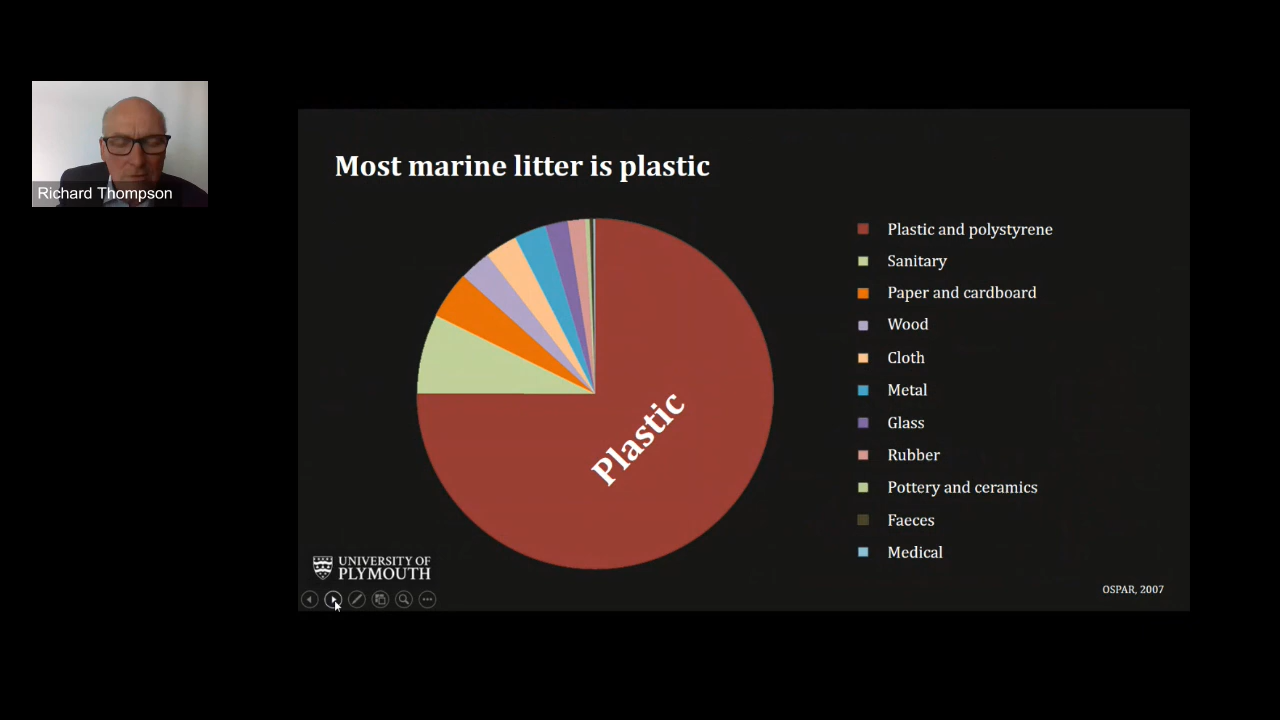 Richard Thompson
Most marine litter is plastic
Plastic
Plastic and polystyrene
Sanitary
Paper and cardboard
Wood
Cloth
Metal
Glass
Rubber
Pottery and ceramics
Faeces
Medical
UNIVERSITY OF
PLYMOUTH
OSPAR, 2007